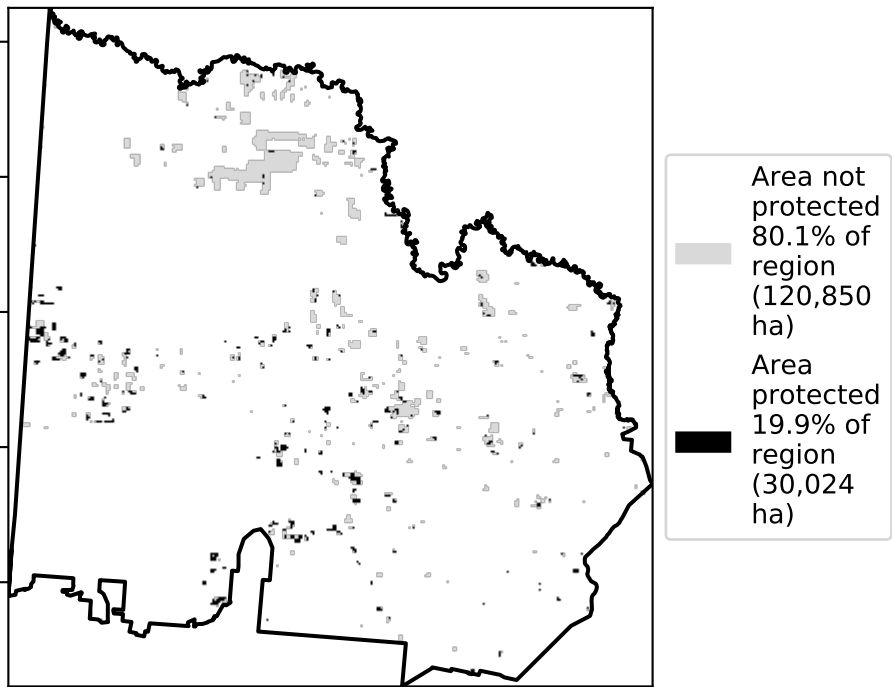 Area not
protected
80.1% of
region
(120,850
ha)
Area
protected
19.9% of
region
(30,024
ha)